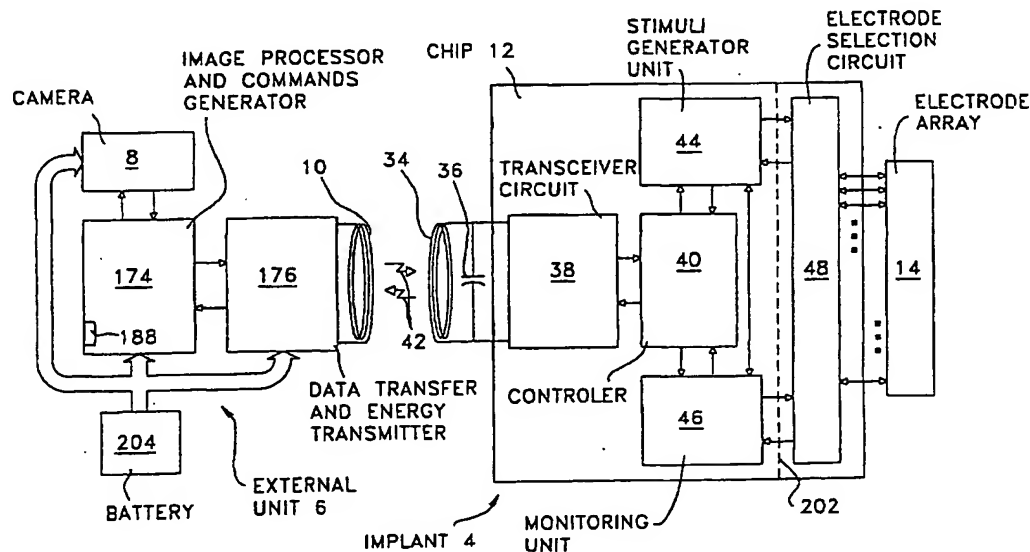 IMAGE PROCESSOR
AND COMMANDS
GENERATOR
CAMERA
8
174
188
176
10
34
36
42
DATA TRANSFER
AND ENERGY
TRANSMITTER
204
BATTERY
EXTERNAL
UNIT 6
CHIP 12
STIMULI
GENERATOR
UNIT
ELECTRODE
SELECTION
CIRCUIT
ELECTRODE
ARRAY
TRANSCEIVER
CIRCUIT
44
38
40
48
14
CONTROLER
46
202
IMPLANT 4
MONITORING
UNIT